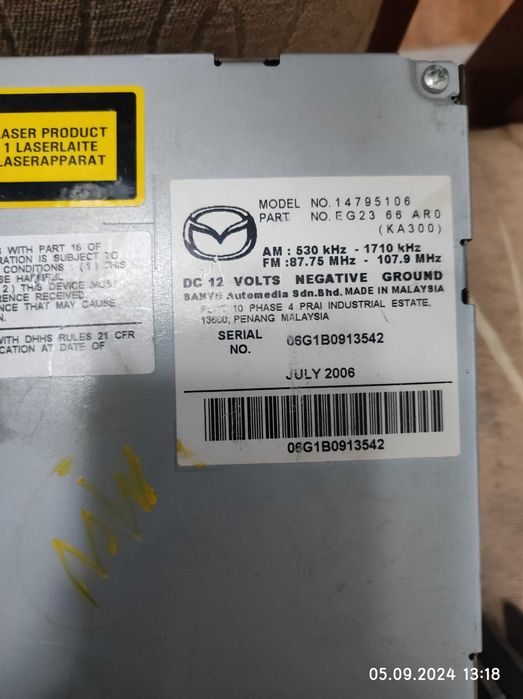 LASER PRODUCT
1 LASERLAITE
LASERAPPARAT
MODEL NO. 14795106
PART NO. EG23 66 AR0
(KA300)
AM : 530 kHz - 1710 kHz
FM : 87.75 MHz - 107.9 MHz
DC 12 VOLTS NEGATIVE GROUND
SANYO Automedia Sdn.Bhd. MADE IN MALAYSIA
PLOT 10 PHASE 4 PRAI INDUSTRIAL ESTATE,
13600, PENANG MALAYSIA
SERIAL NO. 06G1B0913542
JULY 2006
06G1B0913542
S WITH PART 15 OF
RATION IS SUBJECT TO
CONDITIONS : (1) THIS
SE HARMFUL
2) THIS DEVICE MUST
RENCE RECEIVED
ENCE THAT MAY CAUSE
N.
WITH DHHS RULES 21 CFR
CATION AT DATE OF
05.09.2024 13:18